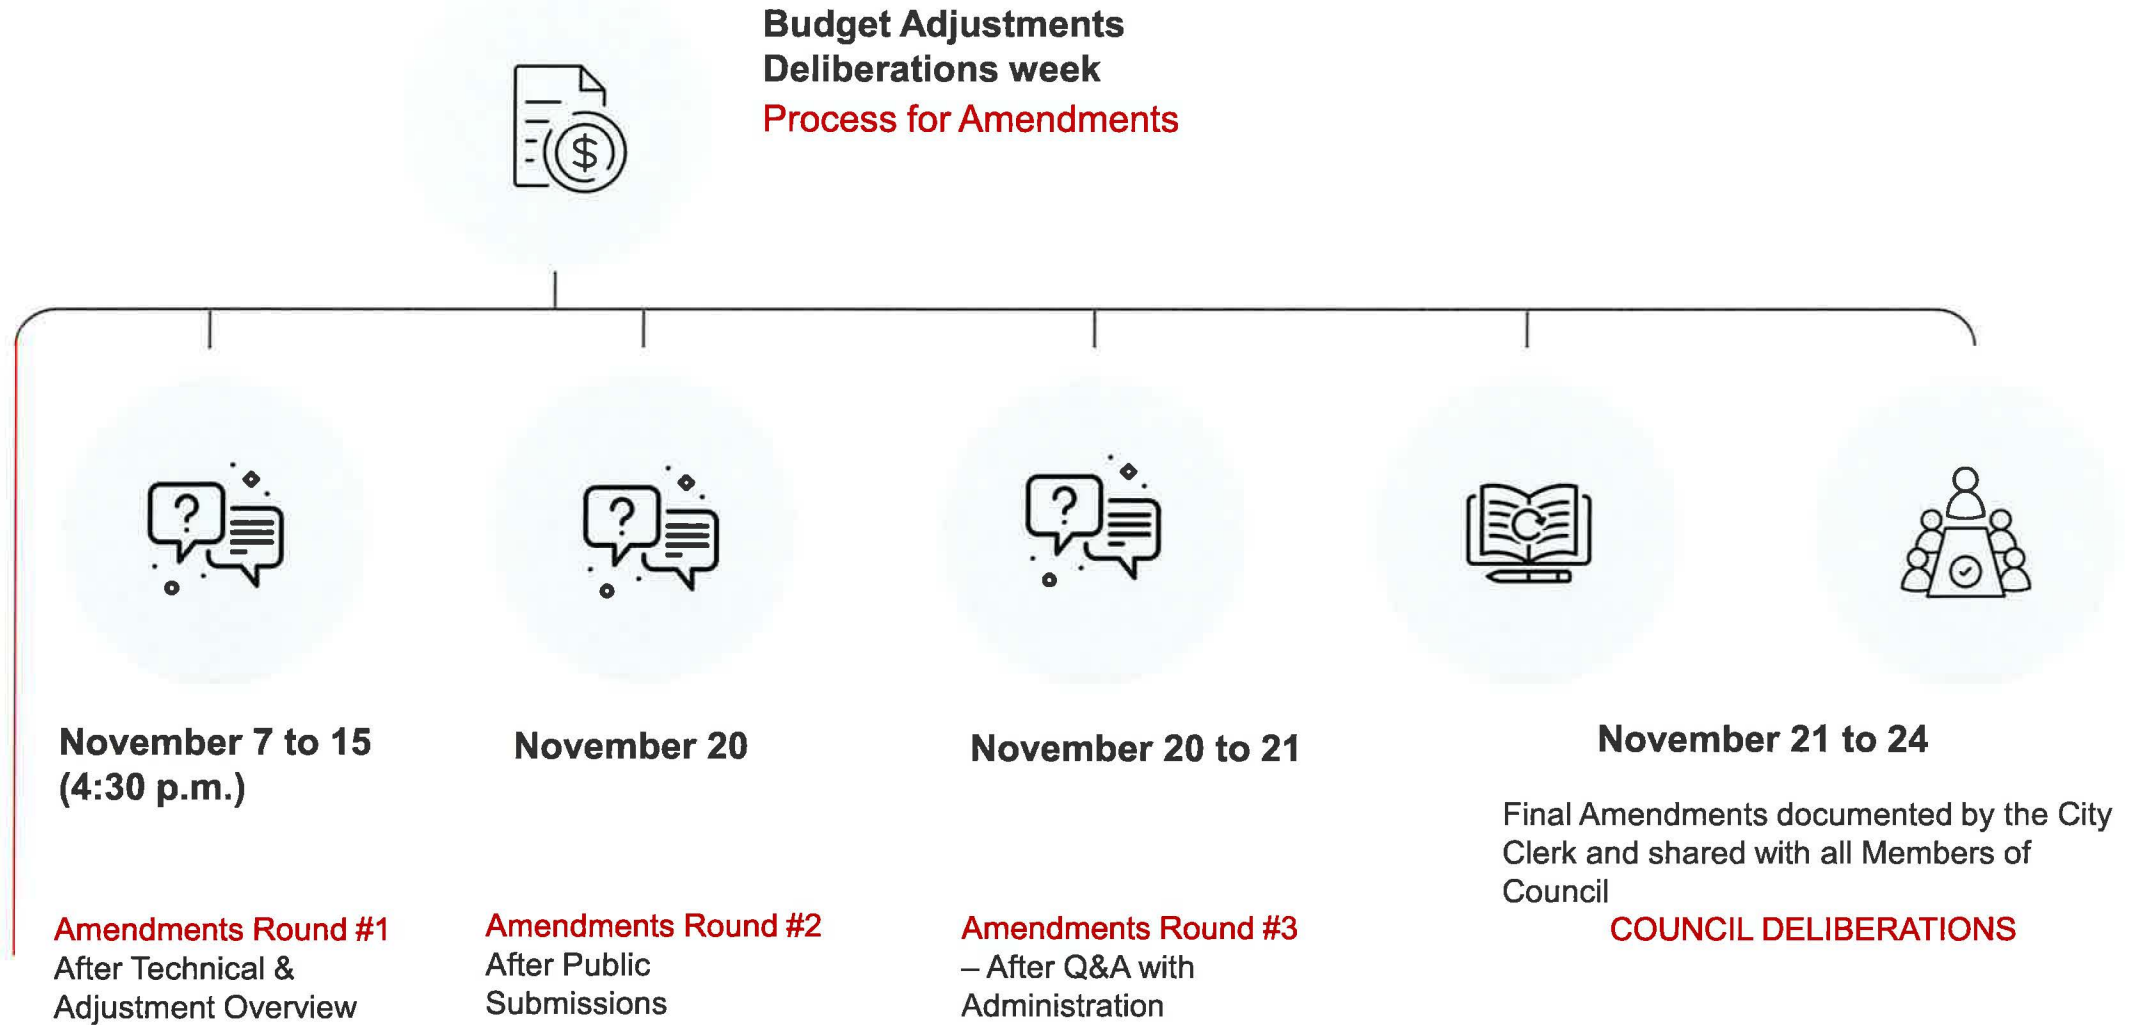 Budget Adjustments
Deliberations week
Process for Amendments
$
?
?
?
November 7 to 15
(4:30 p.m.)
Amendments Round #1
After Technical &
Adjustment Overview
November 20
Amendments Round #2
After Public
Submissions
November 20 to 21
Amendments Round #3
– After Q&A with
Administration
November 21 to 24
Final Amendments documented by the City
Clerk and shared with all Members of
Council
COUNCIL DELIBERATIONS